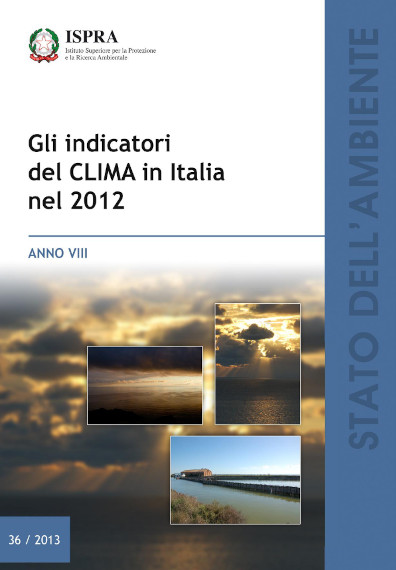 ISPRA
Istituto Superiore per la Protezione
e la Ricerca Ambientale
Gli indicatori
del CLIMA in Italia
nel 2012
ANNO VIII
STATO DELL'AMBIENTE
36 / 2013